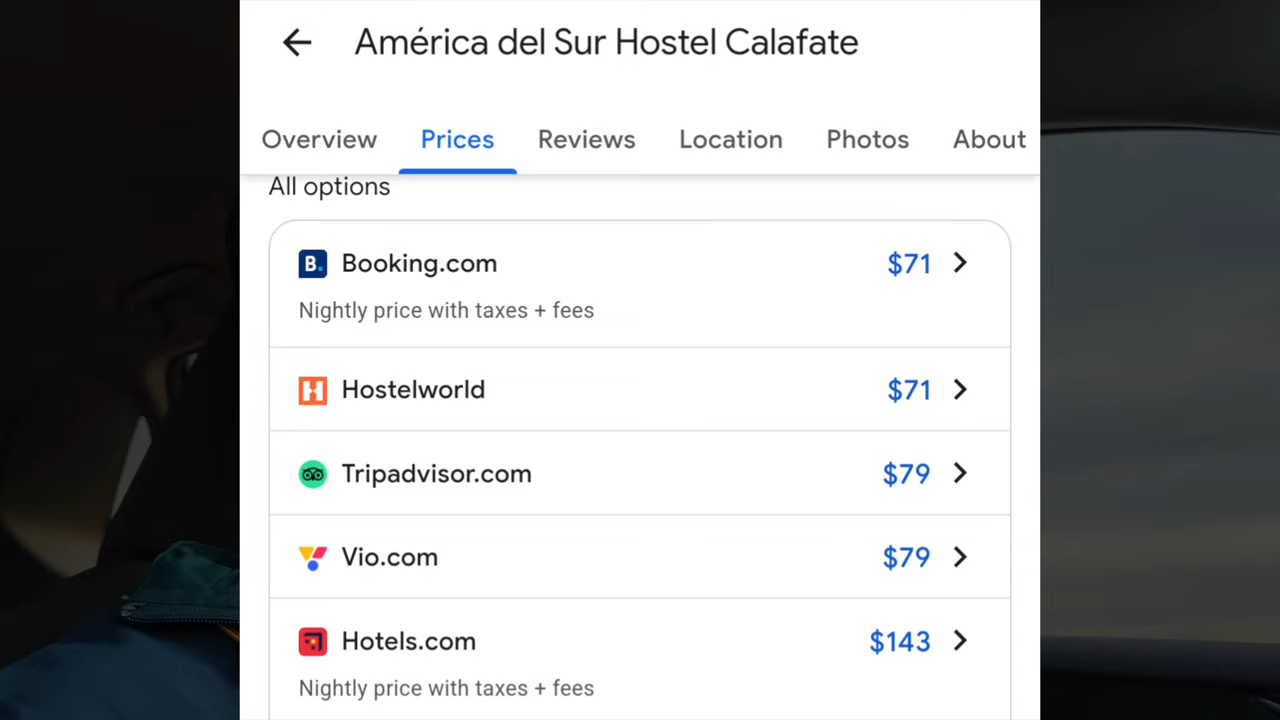 América del Sur Hostel Calafate
Overview Prices Reviews Location Photos About
All options
B. Booking.com $71
Nightly price with taxes + fees
H Hostelworld $71
Tripadvisor.com $79
Vio.com $79
Hotels.com $143
Nightly price with taxes + fees